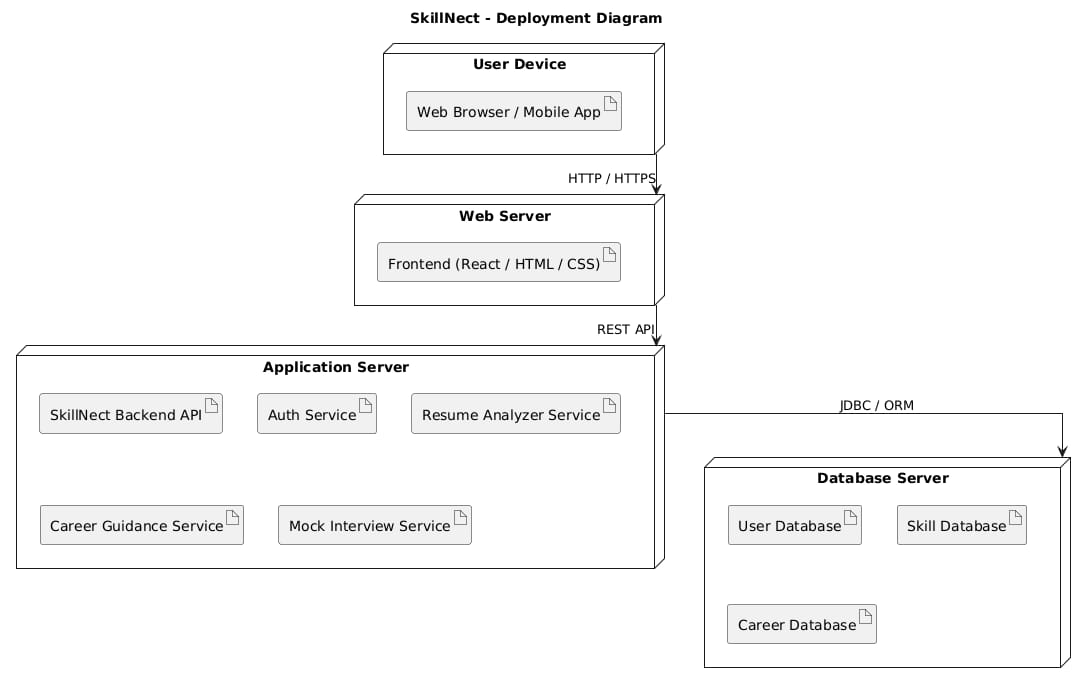 SkillNect - Deployment Diagram
User Device
Web Browser / Mobile App
HTTP / HTTPS
Web Server
Frontend (React / HTML / CSS)
REST API
Application Server
SkillNect Backend API
Auth Service
Resume Analyzer Service
Career Guidance Service
Mock Interview Service
JDBC / ORM
Database Server
User Database
Skill Database
Career Database